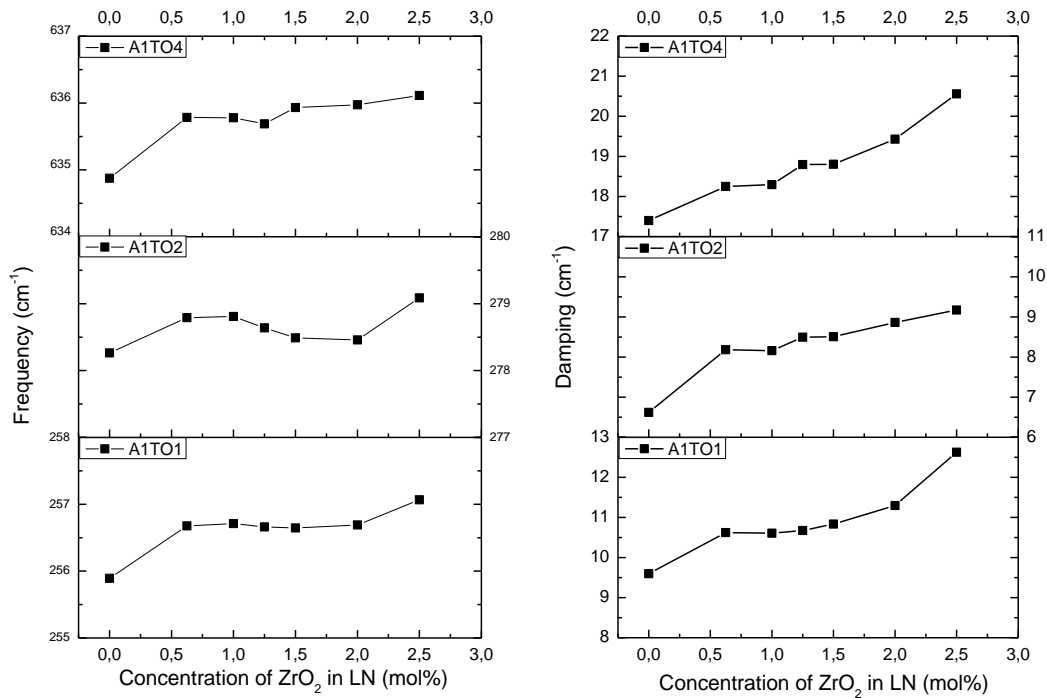 0,0 0,5 1,0 1,5 2,0 2,5 3,0
637
A1TO4
636
635
634
A1TO2
280
279
278
258
277
A1TO1
257
256
255
0,0 0,5 1,0 1,5 2,0 2,5 3,0
Frequency (cm-1)
Concentration of ZrO2 in LN (mol%)
0,0 0,5 1,0 1,5 2,0 2,5 3,0
22
A1TO4
21
20
19
18
17
11
A1TO2
10
9
8
7
13
6
A1TO1
12
11
10
9
8
0,0 0,5 1,0 1,5 2,0 2,5 3,0
Damping (cm-1)
Concentration of ZrO2 in LN (mol%)